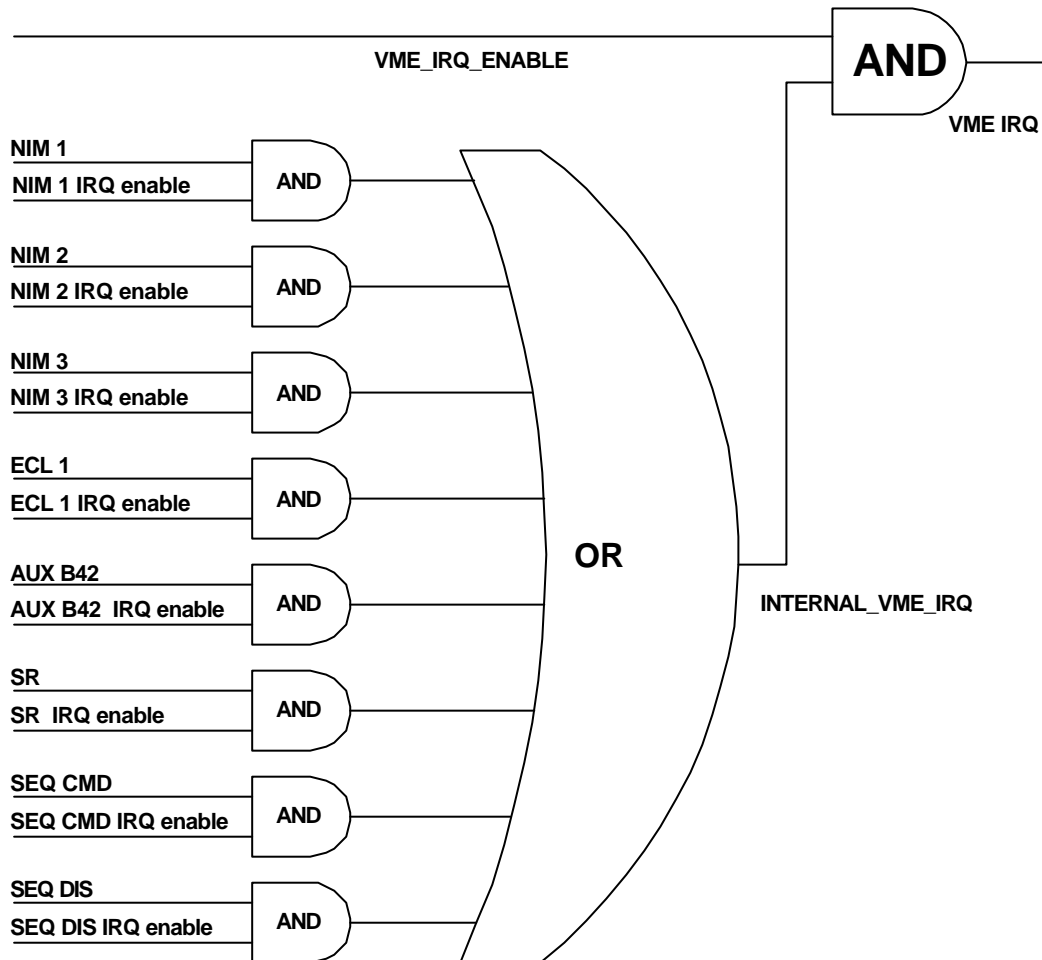 VME_IRQ_ENABLE
AND
VME IRQ
NIM 1
NIM 1 IRQ enable
AND
NIM 2
NIM 2 IRQ enable
AND
NIM 3
NIM 3 IRQ enable
AND
ECL 1
ECL 1 IRQ enable
AND
OR
AUX B42
AUX B42  IRQ enable
AND
INTERNAL_VME_IRQ
SR
SR  IRQ enable
AND
SEQ CMD
SEQ CMD IRQ enable
AND
SEQ DIS
SEQ DIS IRQ enable
AND